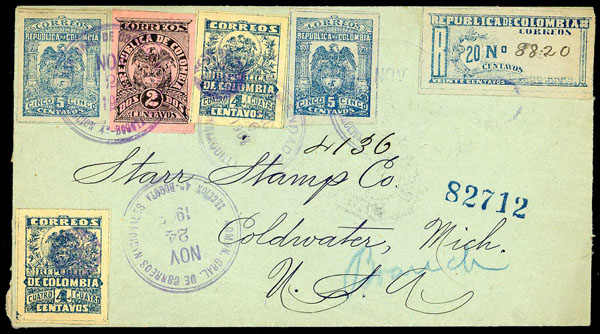 CORREOS
REPUBLICA DE COLOMBIA
CINCO 5 CINCO
CENTAVOS
CORREOS
REPUBLICA DE COLOMBIA
DOS 2 DOS
CENTAVOS
CORREOS
REPUBLICA
DE COLOMBIA
CUATRO 4 CUATRO
CENTAVOS
CORREOS
REPUBLICA DE COLOMBIA
CINCO 5 CINCO
CENTAVOS
REPUBLICA DE COLOMBIA
CORREOS
R
20 Nº 8820
CENTAVOS
VEINTE CENTAVOS
4136
Starr Stamp Co.
82712
Coldwater, Mich.
U.S.A
NOV
24
CORREOS
REPUBLICA
DE COLOMBIA
CUATRO 4 CUATRO
CENTAVOS